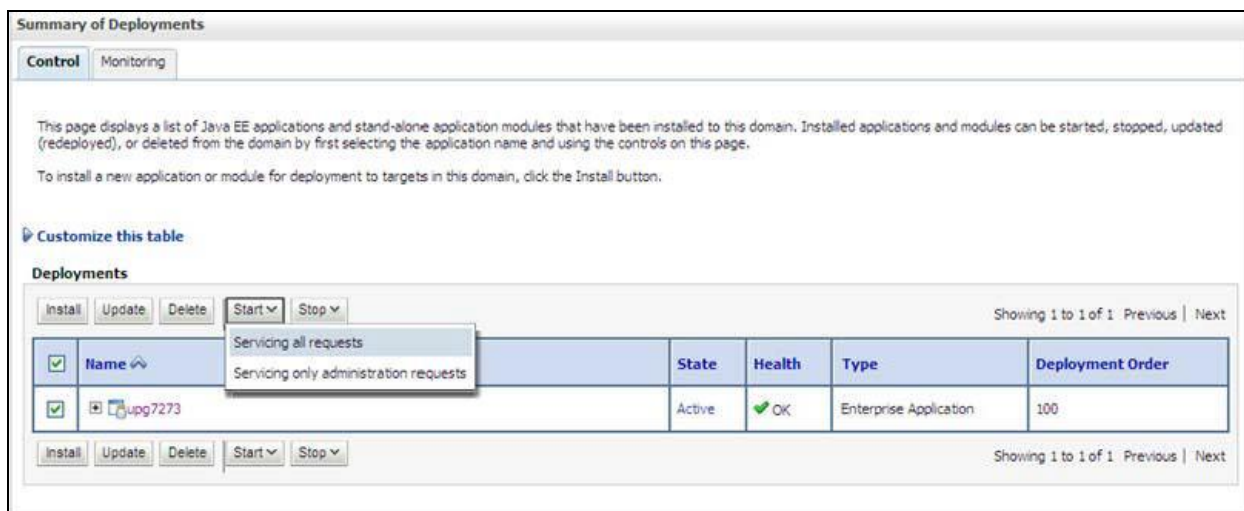 Summary of Deployments
Control Monitoring
This page displays a list of Java EE applications and stand-alone application modules that have been installed to this domain. Installed applications and modules can be started, stopped, updated
(redeployed), or deleted from the domain by first selecting the application name and using the controls on this page.
To install a new application or module for deployment to targets in this domain, click the Install button.
Customize this table
Deployments
Install Update Delete Start Stop Showing 1 to 1 of 1 Previous | Next
Servicing all requests
Servicing only administration requests
Name State Health Type Deployment Order
upg7273 Active OK Enterprise Application 100
Install Update Delete Start Stop Showing 1 to 1 of 1 Previous | Next